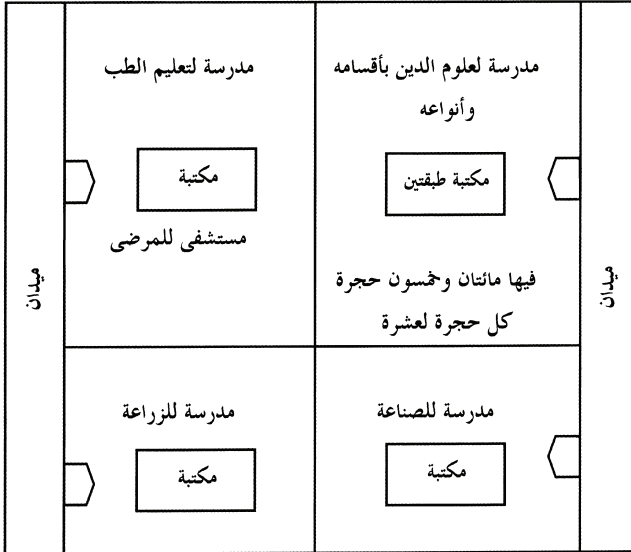 ميدان
مدرسة لعلوم الدين بأقسامه
وأنواعه
مكتبة طبقتين
فيها مائتان وخمسون حجرة
كل حجرة لعشرة
مدرسة لتعليم الطب
مكتبة
مستشفى للمرضى
مدرسة للصناعة
مكتبة
مدرسة للزراعة
مكتبة
ميدان